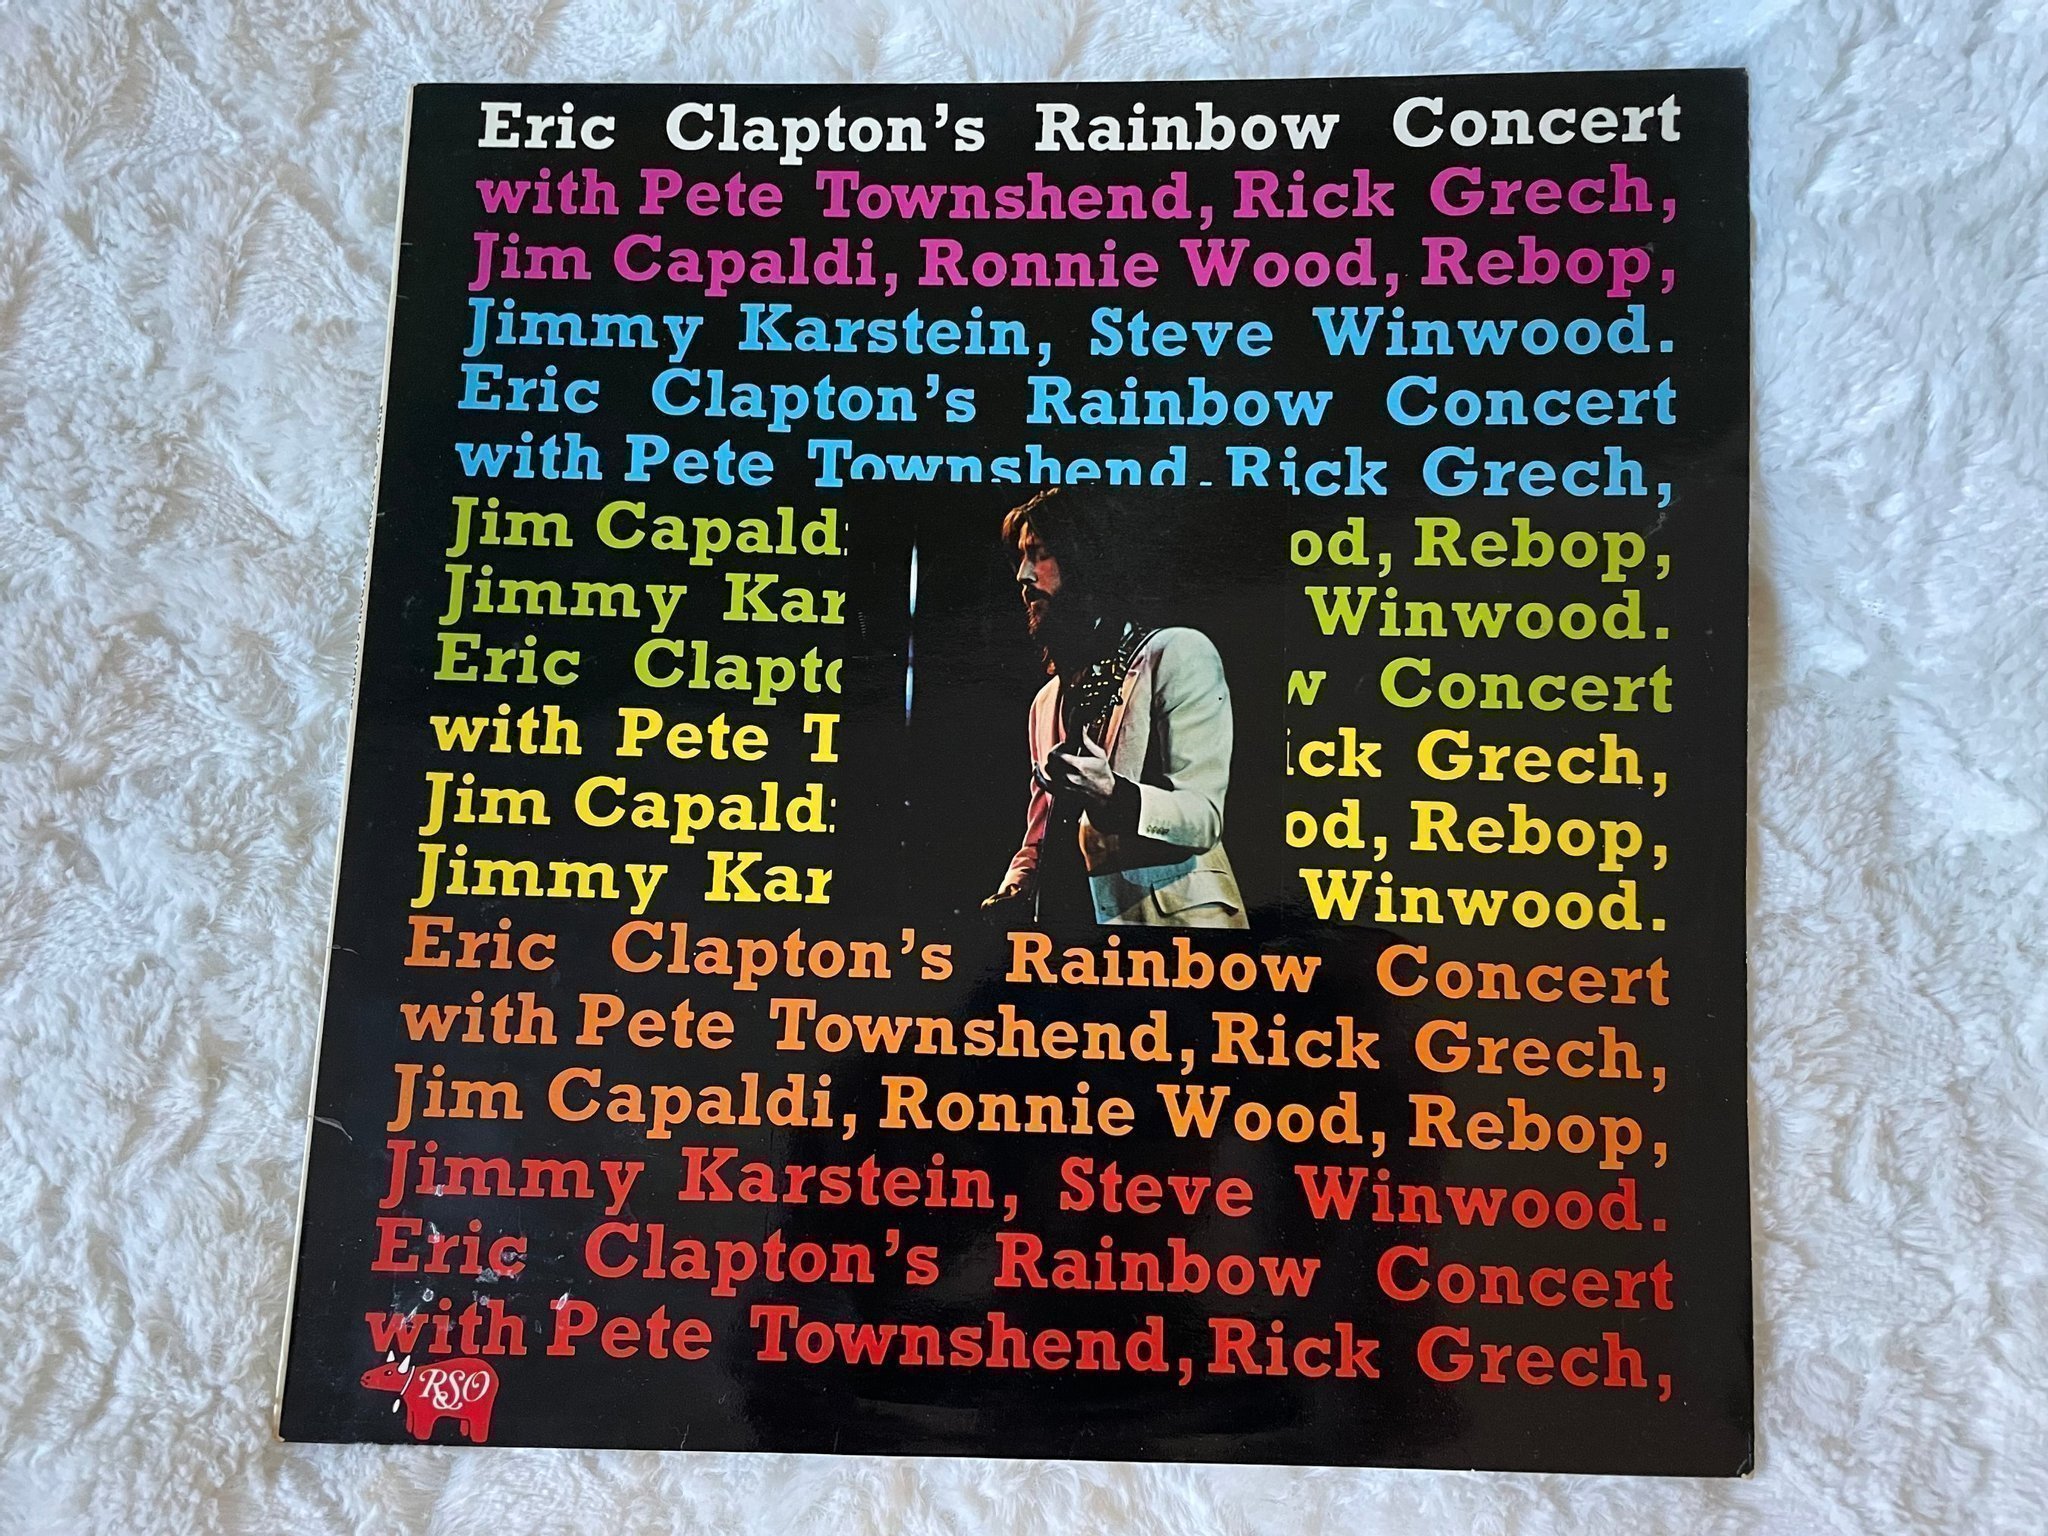 Eric Clapton's Rainbow Concert
with Pete Townshend, Rick Grech,
Jim Capaldi, Ronnie Wood, Rebop,
Jimmy Karstein, Steve Winwood.
Eric Clapton's Rainbow Concert
with Pete Townshend, Rick Grech,
Jim Capaldi od, Rebop,
Jimmy Kar Winwood.
Eric Clapto w Concert
with Pete T ick Grech,
Jim Capaldi od, Rebop,
Jimmy Kar Winwood.
Eric Clapton's Rainbow Concert
with Pete Townshend, Rick Grech,
Jim Capaldi, Ronnie Wood, Rebop,
Jimmy Karstein, Steve Winwood.
Eric Clapton's Rainbow Concert
with Pete Townshend, Rick Grech,
RSO